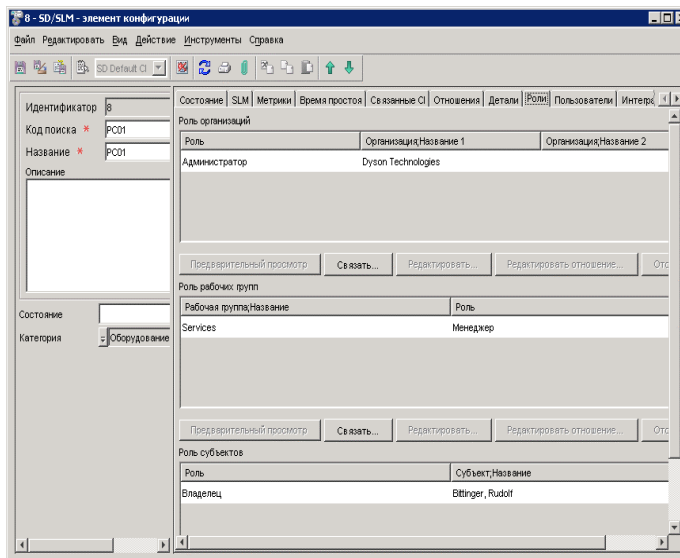 8 - SD/SLM - элемент конфигурации
Файл Редактировать Вид Действие Инструменты Справка
SD Default CI
Идентификатор 8
Код поиска * PC01
Название * PC01
Описание
Состояние
Категория Оборудование
Состояние SLM Метрики Время простоя Связанные CI Отношения Детали Роли Пользователи Интегра
Роль организаций
Роль Организация;Название 1 Организация;Название 2
Администратор Dyson Technologies
Предварительный просмотр Связать... Редактировать... Редактировать отношение... Отс
Роль рабочих групп
Рабочая группа;Название Роль
Services Менеджер
Предварительный просмотр Связать... Редактировать... Редактировать отношение... Отс
Роль субъектов
Роль Субъект;Название
Владелец Bittinger, Rudolf